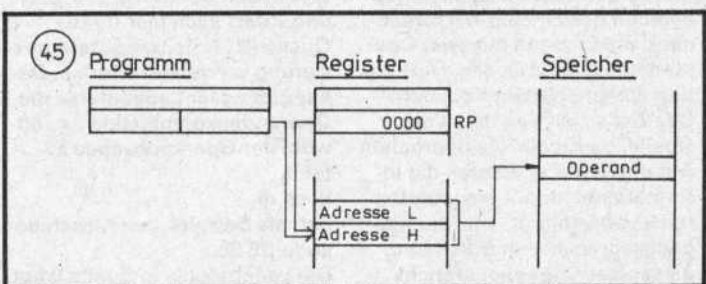 45
Programm Register Speicher
0000 RP
Operand
Adresse L
Adresse H